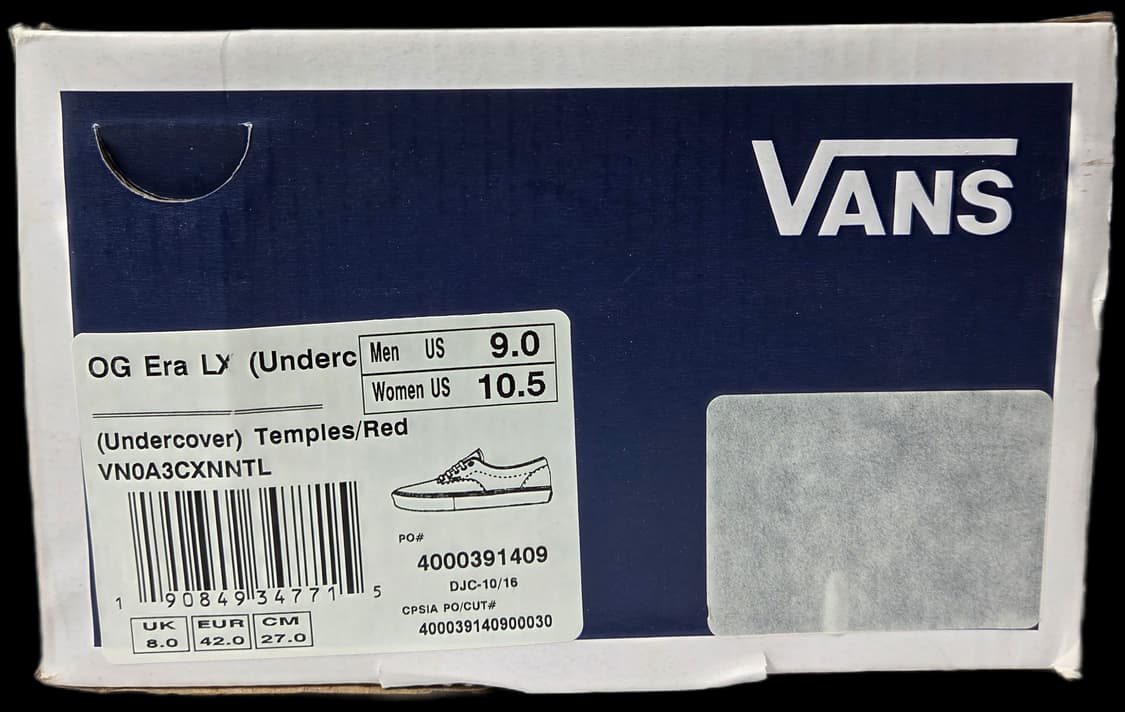 VANS
OG Era LX (Underc
Men US 9.0
Women US 10.5
(Undercover) Temples/Red
VN0A3CXNNTL
PO#
4000391409
DJC-10/16
CPSIA PO/CUT#
400039140900030
1 90849 34771 5
UK EUR CM
8.0 42.0 27.0